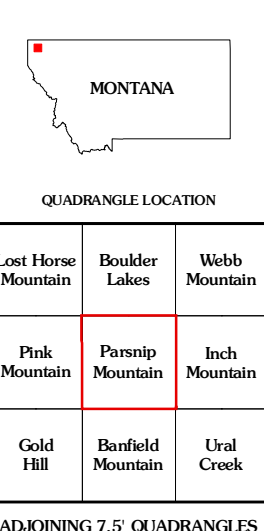 MONTANA
QUADRANGLE LOCATION
Lost Horse Mountain
Boulder Lakes
Webb Mountain
Pink Mountain
Parsnip Mountain
Inch Mountain
Gold Hill
Banfield Mountain
Ural Creek
ADJOINING 7.5' QUADRANGLES